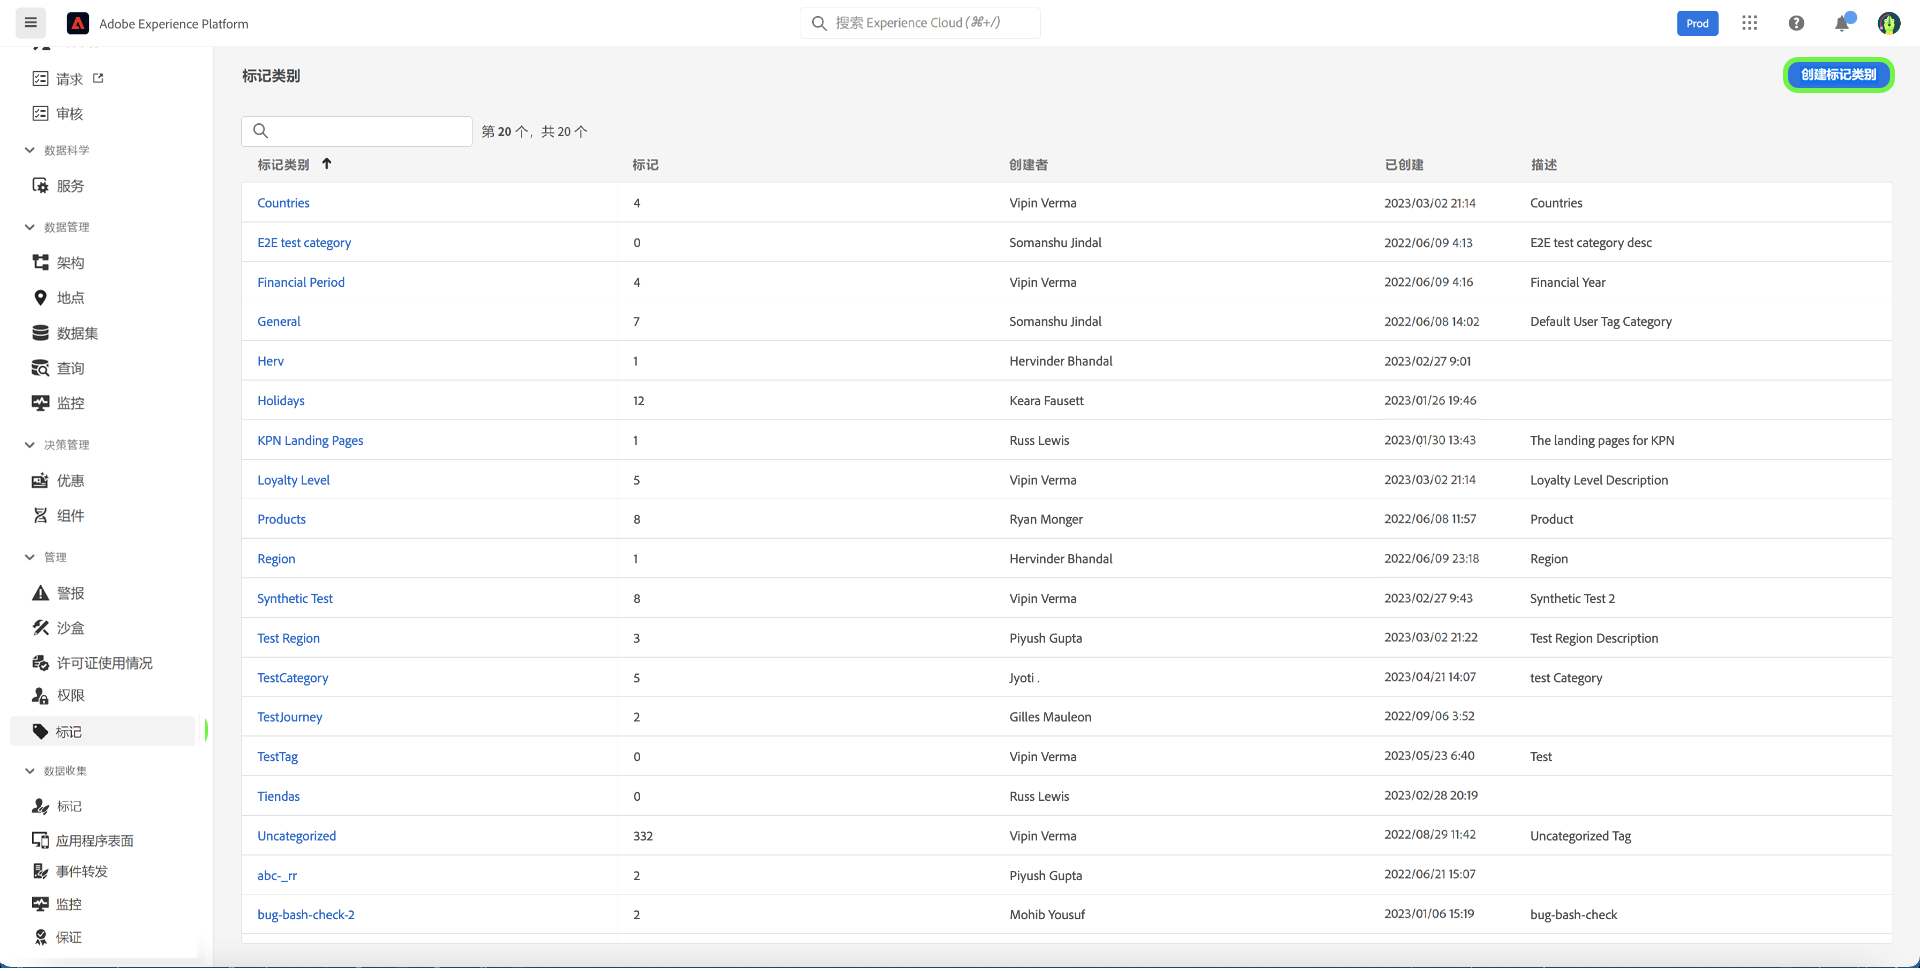 Adobe Experience Platform
搜索 Experience Cloud (⌘+/)
Prod
请求
审核
数据科学
服务
数据管理
架构
地点
数据集
查询
监控
决策管理
优惠
组件
管理
警报
沙盒
许可证使用情况
权限
标记
数据收集
标记
应用程序表面
事件转发
监控
保证
标记类别
创建标记类别
第 20 个，共 20 个
标记类别 标记 创建者 已创建 描述
Countries 4 Vipin Verma 2023/03/02 21:14 Countries
E2E test category 0 Somanshu Jindal 2022/06/09 4:13 E2E test category desc
Financial Period 4 Vipin Verma 2022/06/09 4:16 Financial Year
General 7 Somanshu Jindal 2022/06/08 14:02 Default User Tag Category
Herv 1 Hervinder Bhandal 2023/02/27 9:01
Holidays 12 Keara Fausett 2023/01/26 19:46
KPN Landing Pages 1 Russ Lewis 2023/01/30 13:43 The landing pages for KPN
Loyalty Level 5 Vipin Verma 2023/03/02 21:14 Loyalty Level Description
Products 8 Ryan Monger 2022/06/08 11:57 Product
Region 1 Hervinder Bhandal 2022/06/09 23:18 Region
Synthetic Test 8 Vipin Verma 2023/02/27 9:43 Synthetic Test 2
Test Region 3 Piyush Gupta 2023/03/02 21:22 Test Region Description
TestCategory 5 Jyoti . 2023/04/21 14:07 test Category
TestJourney 2 Gilles Mauleon 2022/09/06 3:52
TestTag 0 Vipin Verma 2023/05/23 6:40 Test
Tiendas 0 Russ Lewis 2023/02/28 20:19
Uncategorized 332 Vipin Verma 2022/08/29 11:42 Uncategorized Tag
abc-_rr 2 Piyush Gupta 2022/06/21 15:07
bug-bash-check-2 2 Mohib Yousuf 2023/01/06 15:19 bug-bash-check